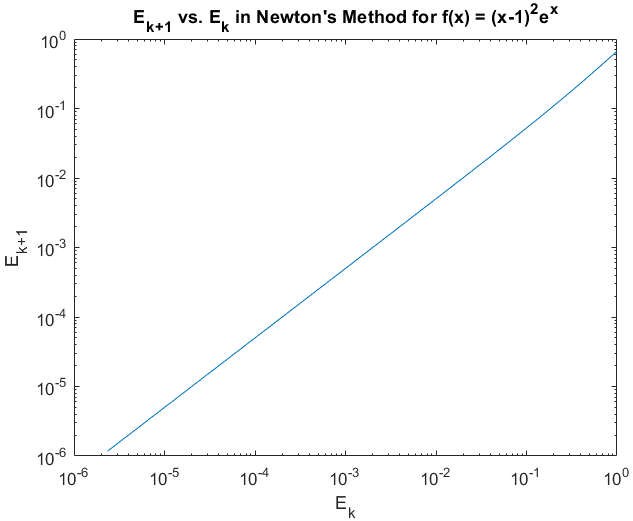 E_{k+1} vs. E_k in Newton's Method for f(x) = (x-1)^2e^x
10^0
10^{-1}
10^{-2}
10^{-3}
10^{-4}
10^{-5}
10^{-6}
E_{k+1}
10^{-6} 10^{-5} 10^{-4} 10^{-3} 10^{-2} 10^{-1} 10^0
E_k